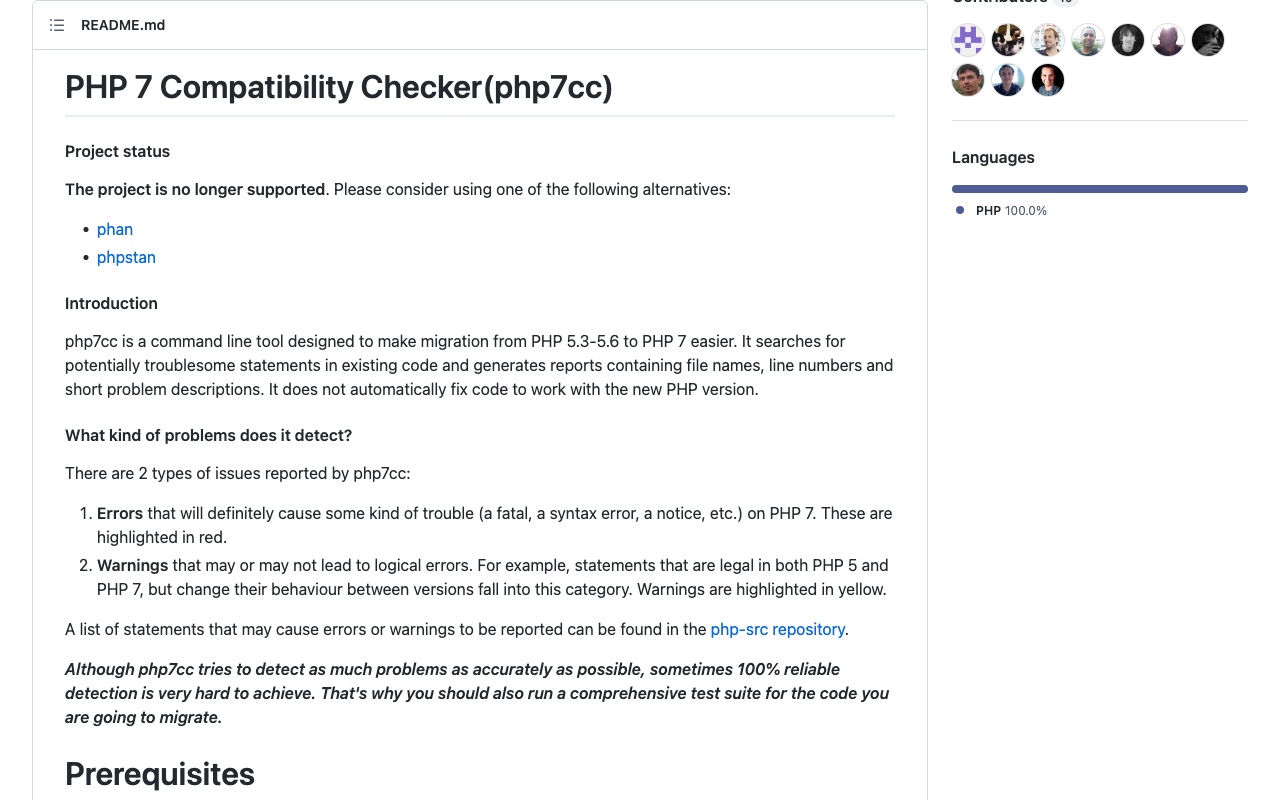 README.md
PHP 7 Compatibility Checker(php7cc)
Project status
The project is no longer supported. Please consider using one of the following alternatives:
• phan
• phpstan
Introduction
php7cc is a command line tool designed to make migration from PHP 5.3-5.6 to PHP 7 easier. It searches for
potentially troublesome statements in existing code and generates reports containing file names, line numbers and
short problem descriptions. It does not automatically fix code to work with the new PHP version.
What kind of problems does it detect?
There are 2 types of issues reported by php7cc:
1. Errors that will definitely cause some kind of trouble (a fatal, a syntax error, a notice, etc.) on PHP 7. These are
highlighted in red.
2. Warnings that may or may not lead to logical errors. For example, statements that are legal in both PHP 5 and
PHP 7, but change their behaviour between versions fall into this category. Warnings are highlighted in yellow.
A list of statements that may cause errors or warnings to be reported can be found in the php-src repository.
Although php7cc tries to detect as much problems as accurately as possible, sometimes 100% reliable
detection is very hard to achieve. That's why you should also run a comprehensive test suite for the code you
are going to migrate.
Prerequisites
Contributors
Languages
PHP 100.0%